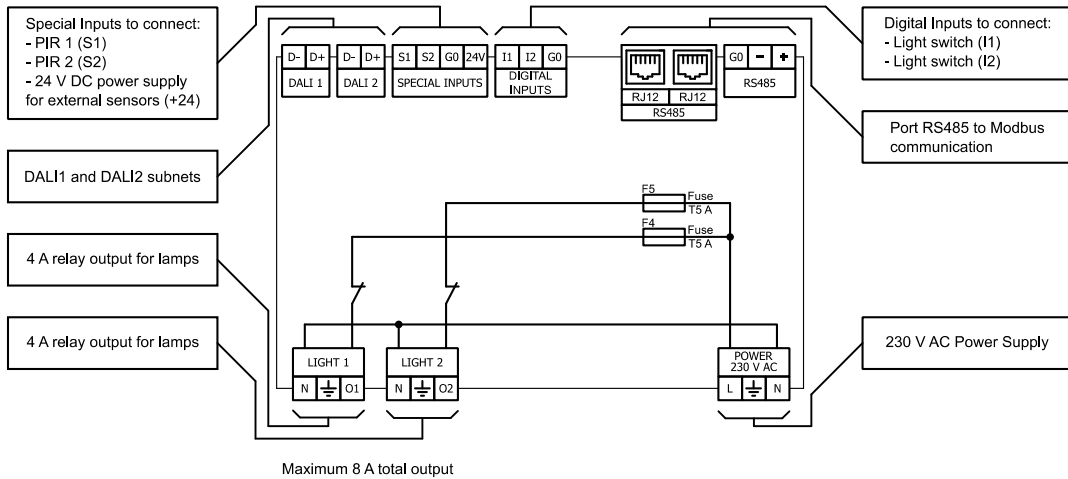 Special Inputs to connect:
- PIR 1 (S1)
- PIR 2 (S2)
- 24 V DC power supply
for external sensors (+24)
DALI1 and DALI2 subnets
4 A relay output for lamps
4 A relay output for lamps
D- D+
DALI 1
D- D+
DALI 2
S1 S2 G0 24V
SPECIAL INPUTS
I1 I2 G0
DIGITAL
INPUTS
RJ12 RJ12
RS485
G0 - +
RS485
Digital Inputs to connect:
- Light switch (I1)
- Light switch (I2)
Port RS485 to Modbus
communication
230 V AC Power Supply
F5
Fuse
T5 A
F4
Fuse
T5 A
LIGHT 1
N O1
LIGHT 2
N O2
POWER
230 V AC
L N
Maximum 8 A total output